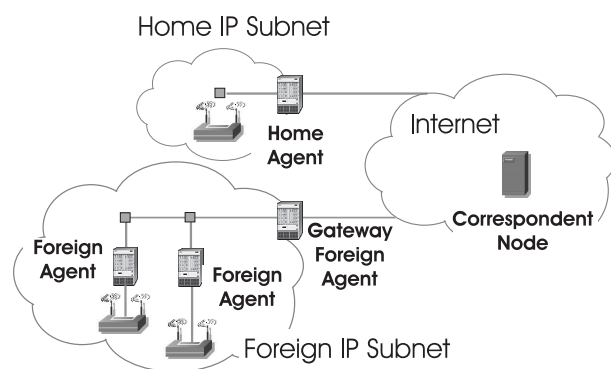 Home IP Subnet
Home
Agent
Internet
Correspondent
Node
Gateway
Foreign
Agent
Foreign
Agent
Foreign
Agent
Foreign IP Subnet